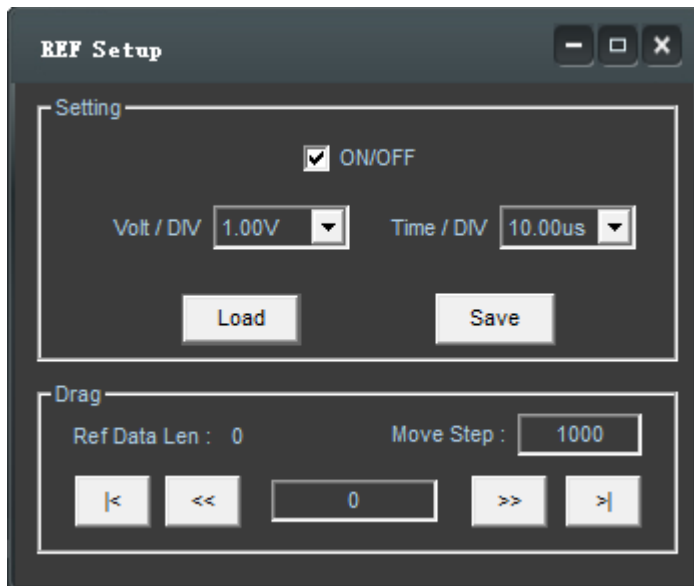 REF Setup
Setting
ON/OFF
Volt / DIV 1.00V Time / DIV 10.00us
Load Save
Drag
Ref Data Len : 0 Move Step : 1000
|< << 0 >> >|